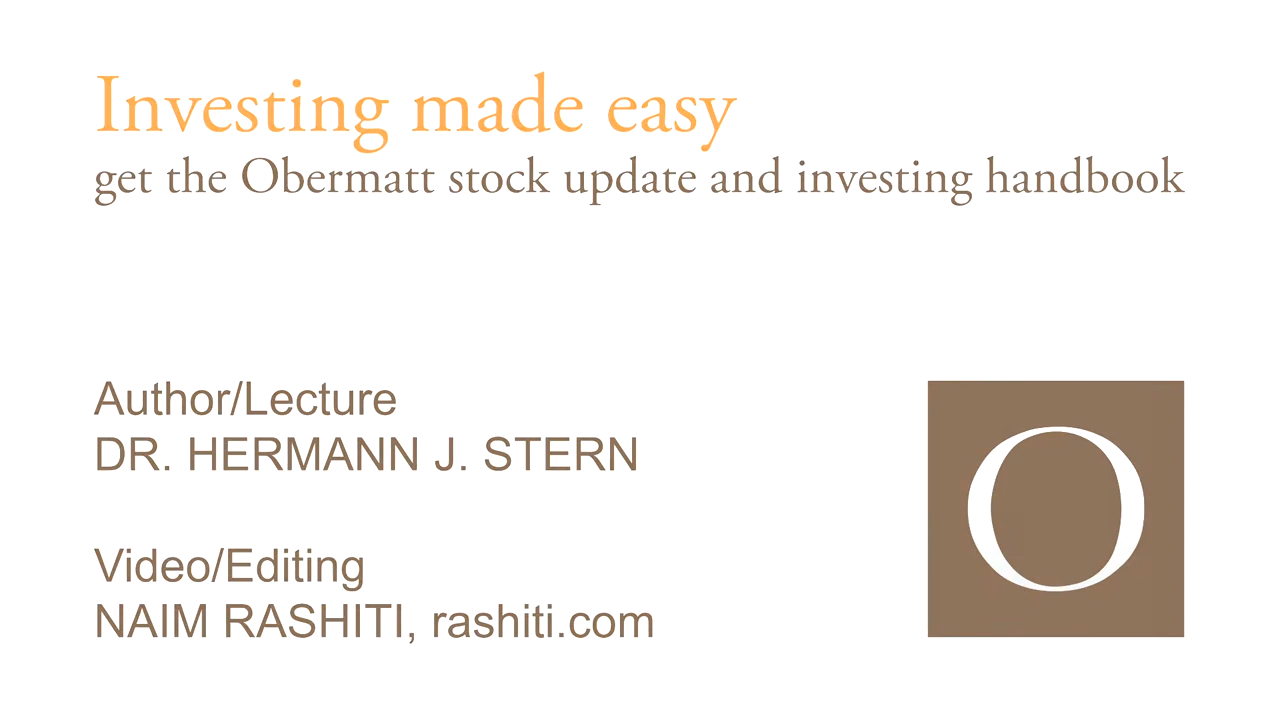 Investing made easy
get the Obermatt stock update and investing handbook
Author/Lecture
DR. HERMANN J. STERN
Video/Editing
NAIM RASHITI, rashiti.com
O